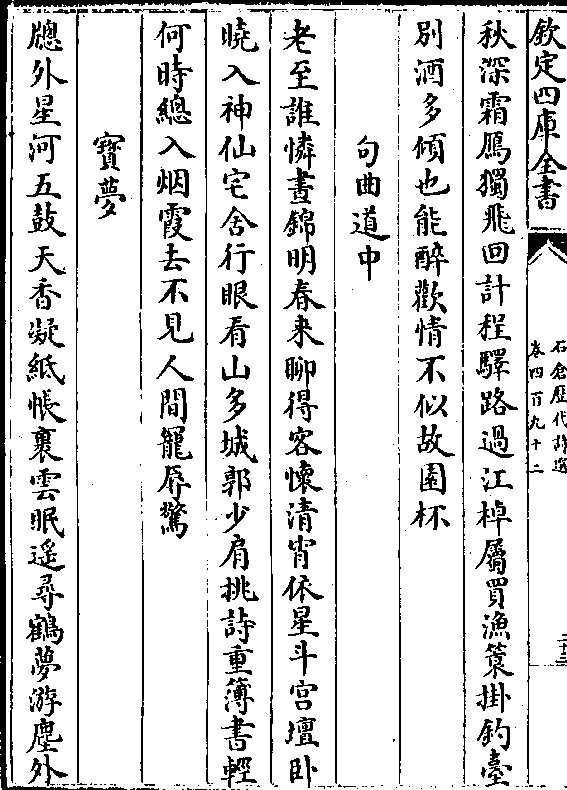 欽定四庫全書
石倉歷代詩選
卷四百九十二
秋深霜鴈獨飛回計程驛路過江棹屬買漁簑掛釣臺
别酒多傾也能醉歡情不似故園杯
句曲道中
老至誰憐晝錦明春来聊得客懷清宵依星斗宫壇卧
曉入神仙宅舍行眼看山多城郭少肩挑詩重簿書輕
何時總入烟霞去不見人間寵辱驚
寳夢
牕外星河五鼓天香凝紙帳裏雲眠遥尋鶴夢游塵外